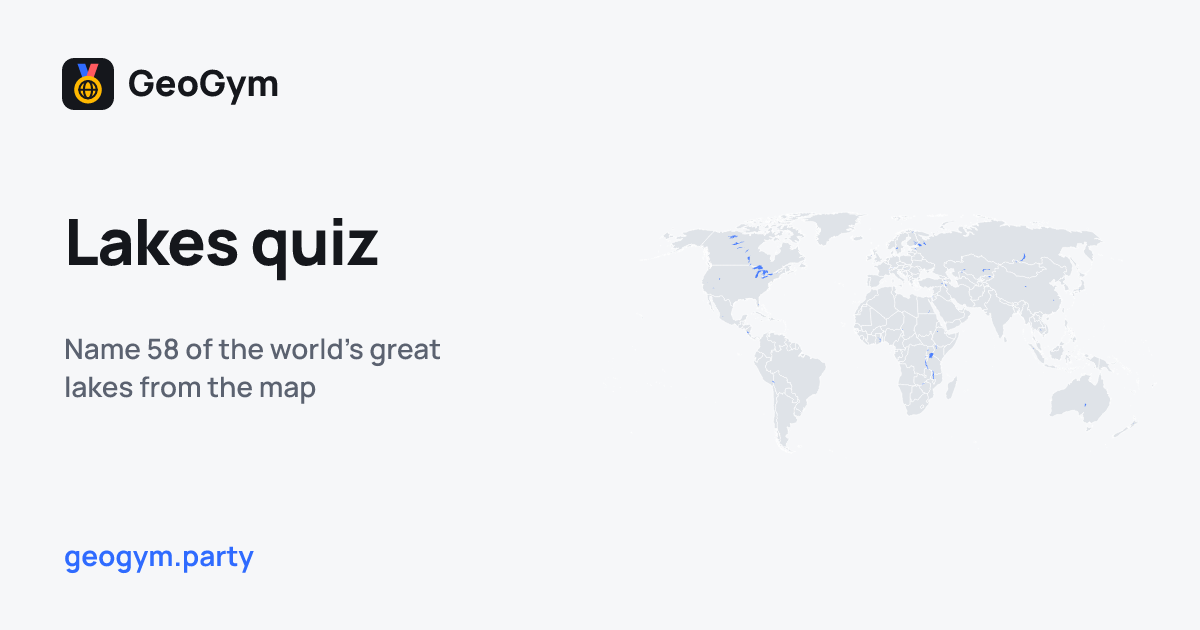 GeoGym
Lakes quiz
Name 58 of the world's great
lakes from the map
geogym.party